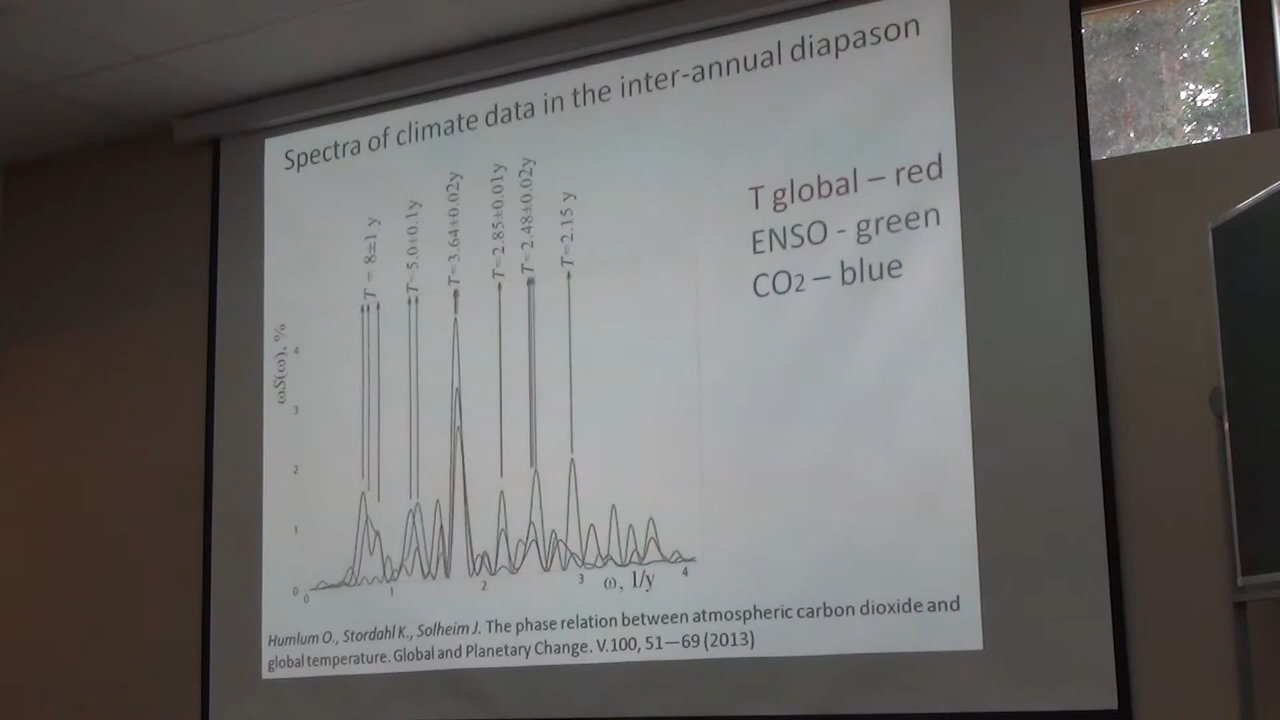 Spectra of climate data in the inter-annual diapason
T = 8±1 y
T=5.0±0.1y
T=3.64±0.02y
T=2.85±0.01y
T=2.48±0.02y
T=2.15 y
T global – red
ENSO - green
CO2 – blue
ωS(ω), %
4
3
2
1
0
0
1
2
3
ω, 1/y
4
Humlum O., Stordahl K., Solheim J. The phase relation between atmospheric carbon dioxide and
global temperature. Global and Planetary Change. V.100, 51—69 (2013)